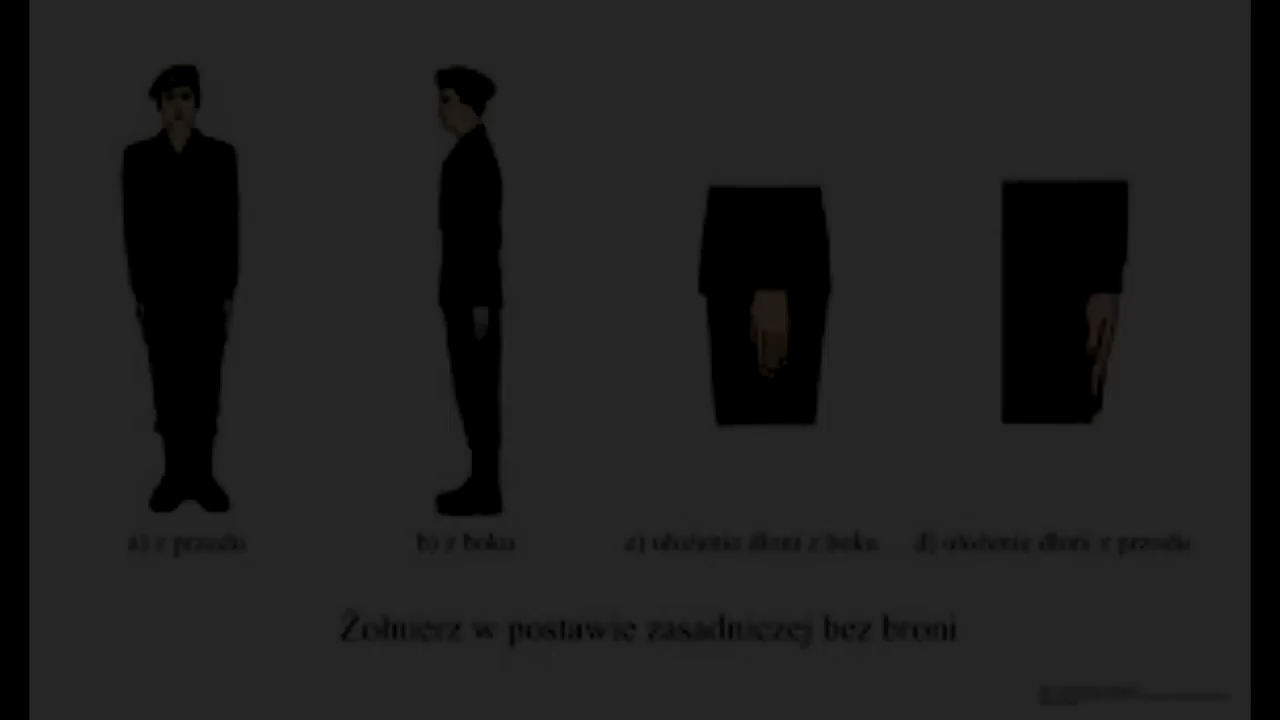 a) z przodu
b) z boku
c) ułożenie dłoni z boku
d) ułożenie dłoni z przodu
Żołnierz w postawie zasadniczej bez broni